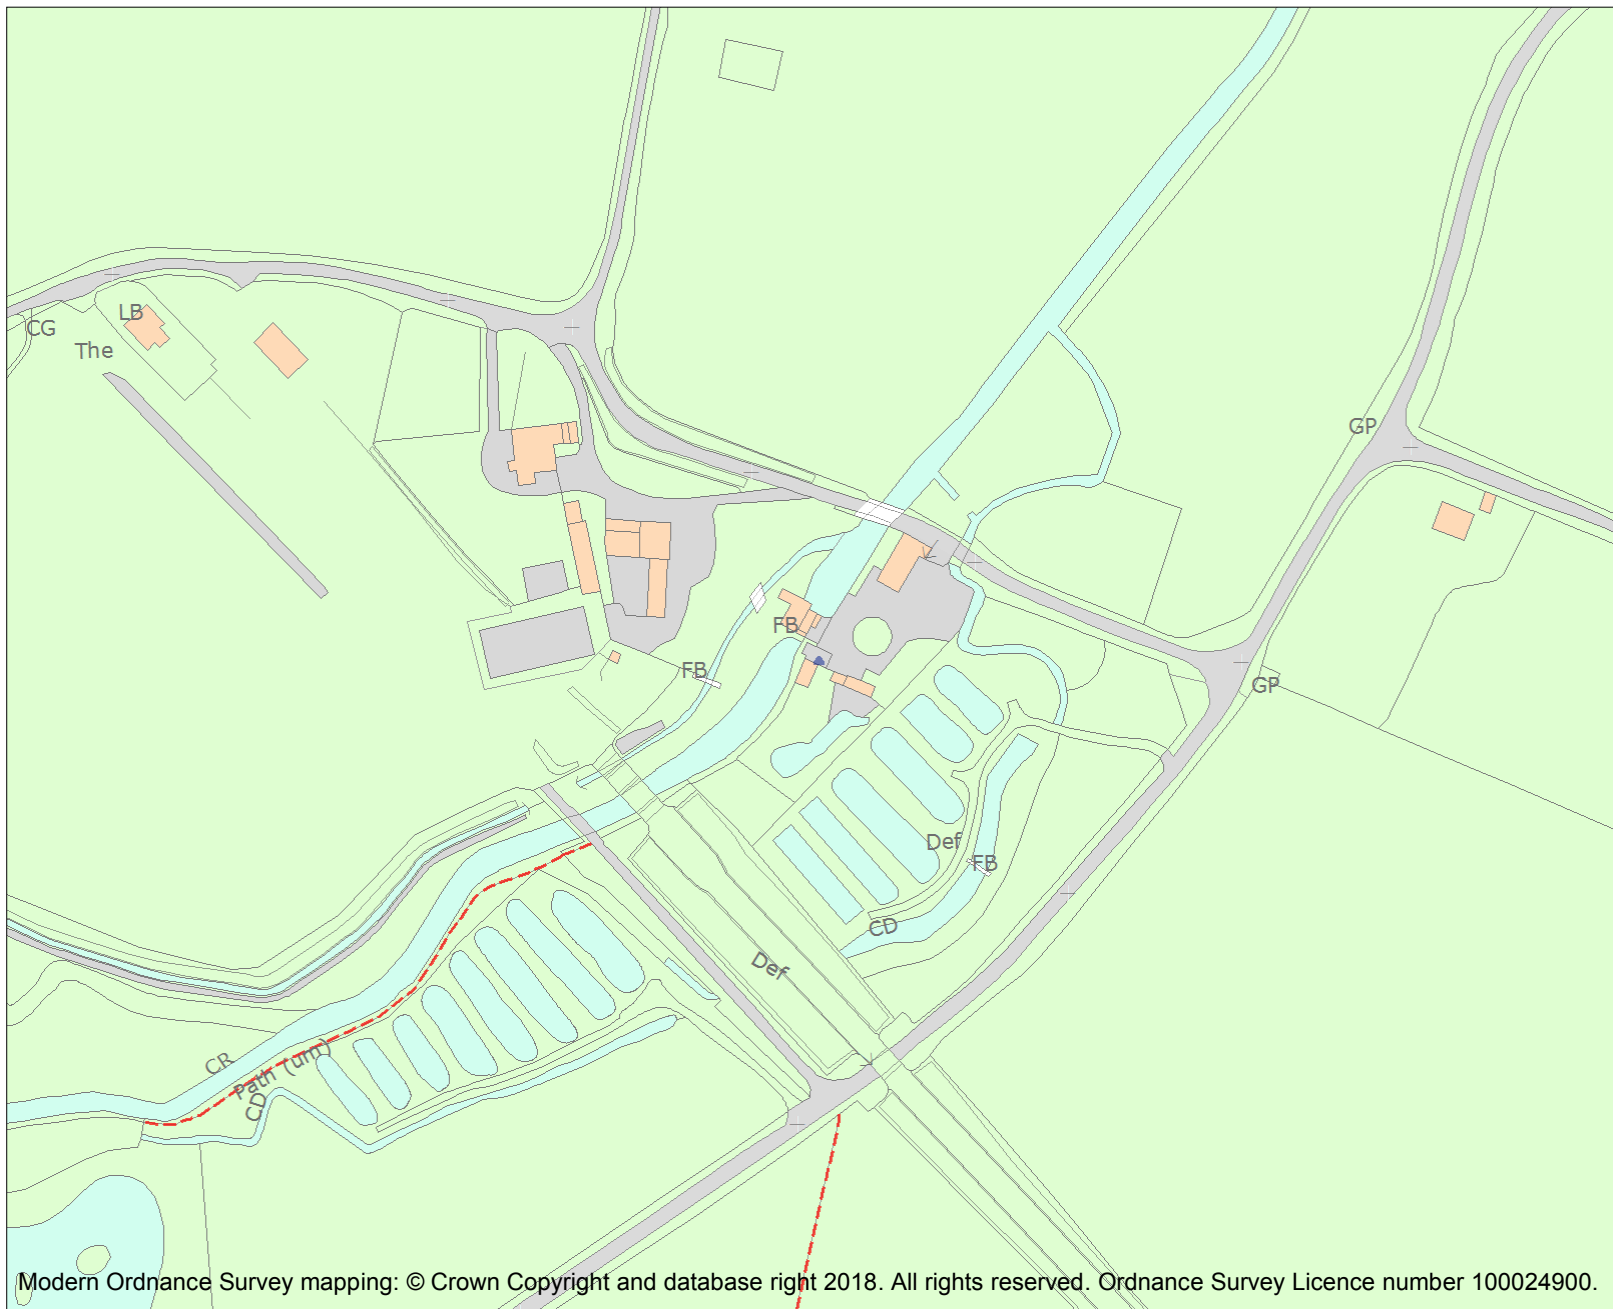 LB
CG
The
GP
FB
FB
GP
Def
FB
CD
Def
CR
Path (um)
CD
Modern Ordnance Survey mapping: © Crown Copyright and database right 2018. All rights reserved. Ordnance Survey Licence number 100024900.